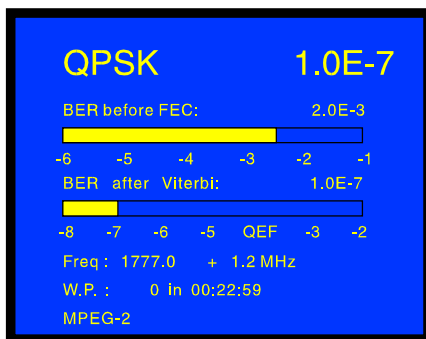 QPSK 1.0E-7
BER before FEC: 2.0E-3
-6 -5 -4 -3 -2 -1
BER after Viterbi: 1.0E-7
-8 -7 -6 -5 QEF -3 -2
Freq : 1777.0 + 1.2 MHz
W.P. : 0 in 00:22:59
MPEG-2